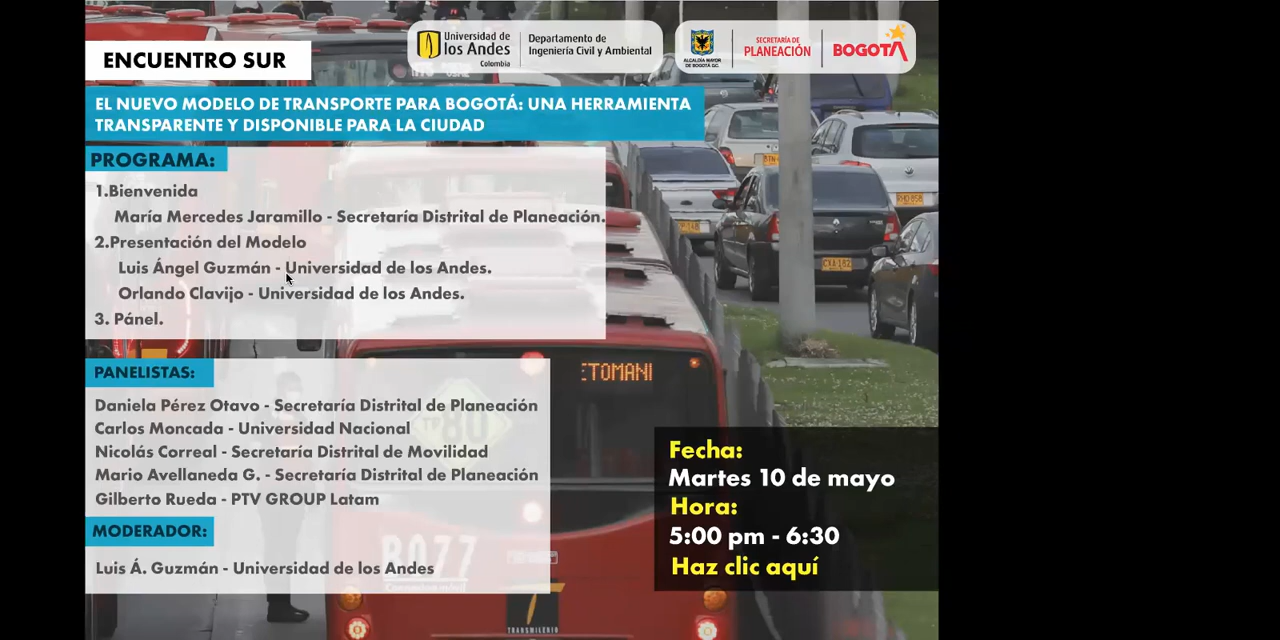 ENCUENTRO SUR
Universidad de
los Andes
Colombia
Departamento de
Ingeniería Civil y Ambiental
ALCALDÍA MAYOR
DE BOGOTÁ D.C.
SECRETARÍA DE
PLANEACIÓN
BOGOTÁ
EL NUEVO MODELO DE TRANSPORTE PARA BOGOTÁ: UNA HERRAMIENTA
TRANSPARENTE Y DISPONIBLE PARA LA CIUDAD
PROGRAMA:
1.Bienvenida
María Mercedes Jaramillo - Secretaría Distrital de Planeación.
2.Presentación del Modelo
Luis Ángel Guzmán - Universidad de los Andes.
Orlando Clavijo - Universidad de los Andes.
3. Pánel.
PANELISTAS:
Daniela Pérez Otavo - Secretaría Distrital de Planeación
Carlos Moncada - Universidad Nacional
Nicolás Correal - Secretaría Distrital de Movilidad
Mario Avellaneda G. - Secretaría Distrital de Planeación
Gilberto Rueda - PTV GROUP Latam
MODERADOR:
Luis Á. Guzmán - Universidad de los Andes
Fecha:
Martes 10 de mayo
Hora:
5:00 pm - 6:30
Haz clic aquí
ETOMANI
80
B077
TRANSMILENIO
CXA-182